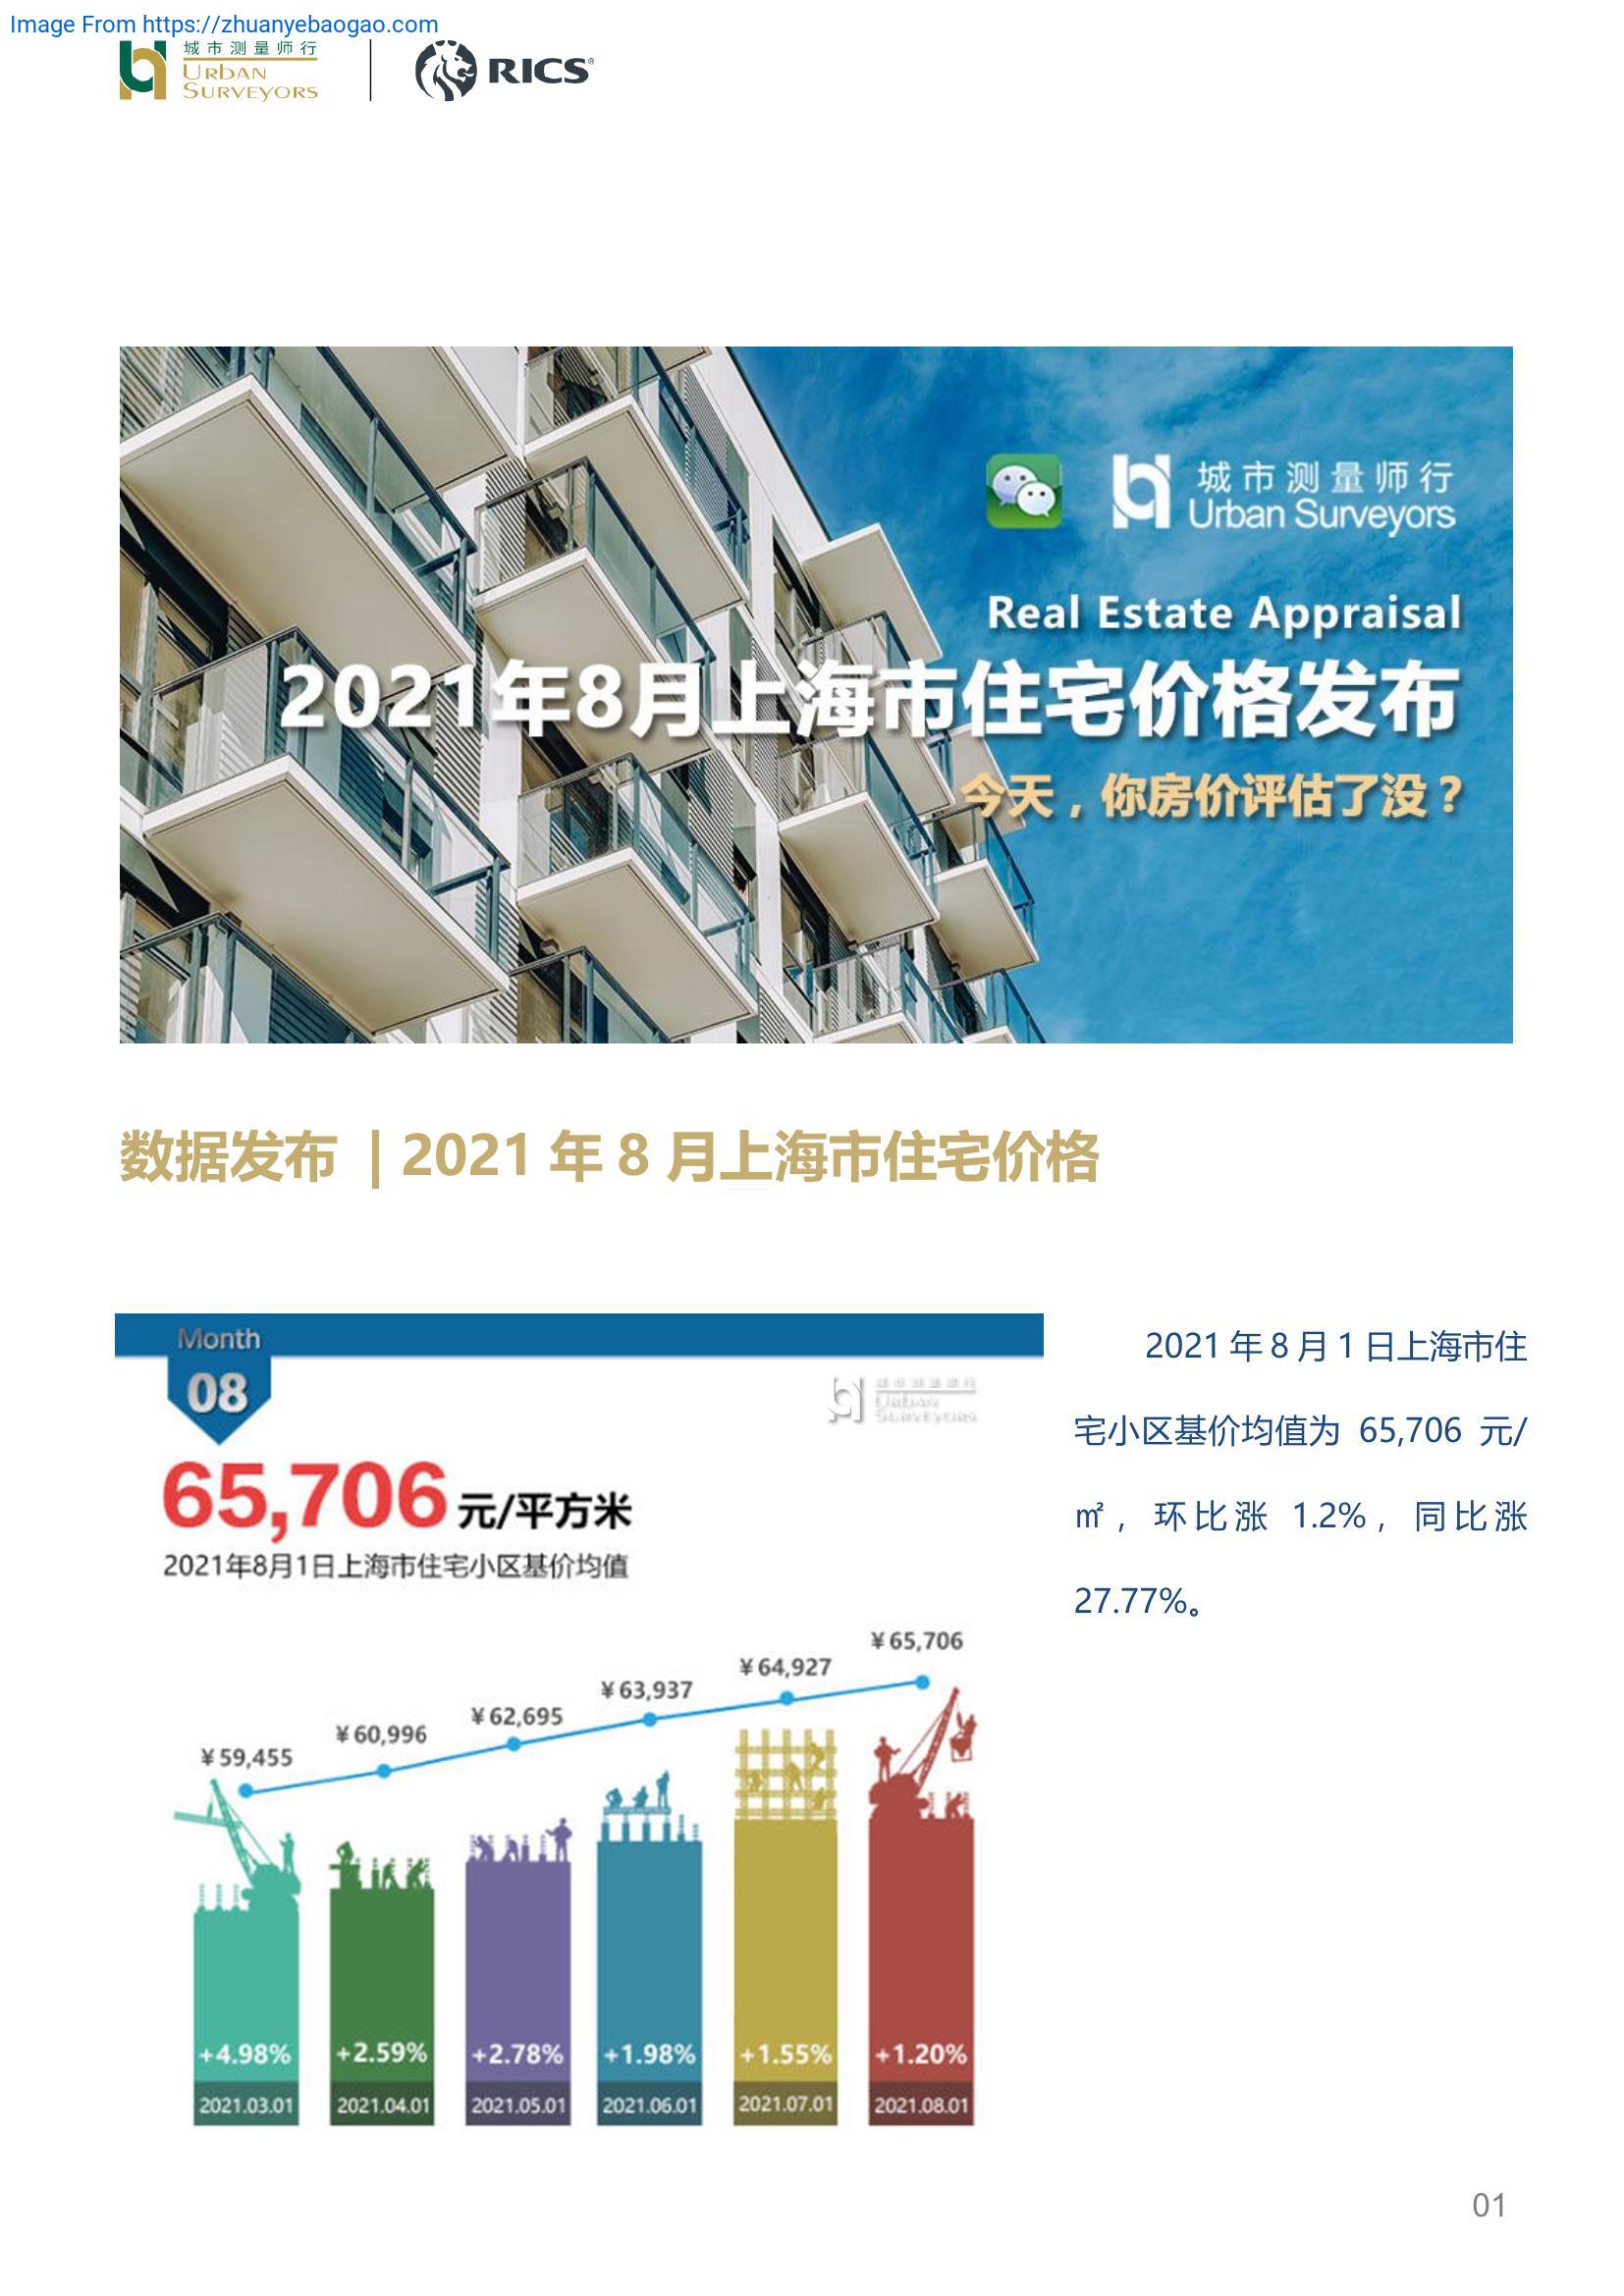 Image From https://zhuanyebaogao.com
城市测量师行
URBAN
SURVEYORS
RICS®
城市测量师行
Urban Surveyors
Real Estate Appraisal
2021年8月上海市住宅价格发布
今天，你房价评估了没？
数据发布 | 2021 年 8 月上海市住宅价格
Month
08
城市测量师行
URBAN
SURVEYORS
65,706 元/平方米
2021年8月1日上海市住宅小区基价均值
2021 年 8 月 1 日上海市住
宅小区基价均值为 65,706 元/
㎡，环比涨 1.2%，同比涨
27.77%。
¥59,455
¥60,996
¥62,695
¥63,937
¥64,927
¥65,706
+4.98%
+2.59%
+2.78%
+1.98%
+1.55%
+1.20%
2021.03.01
2021.04.01
2021.05.01
2021.06.01
2021.07.01
2021.08.01
01